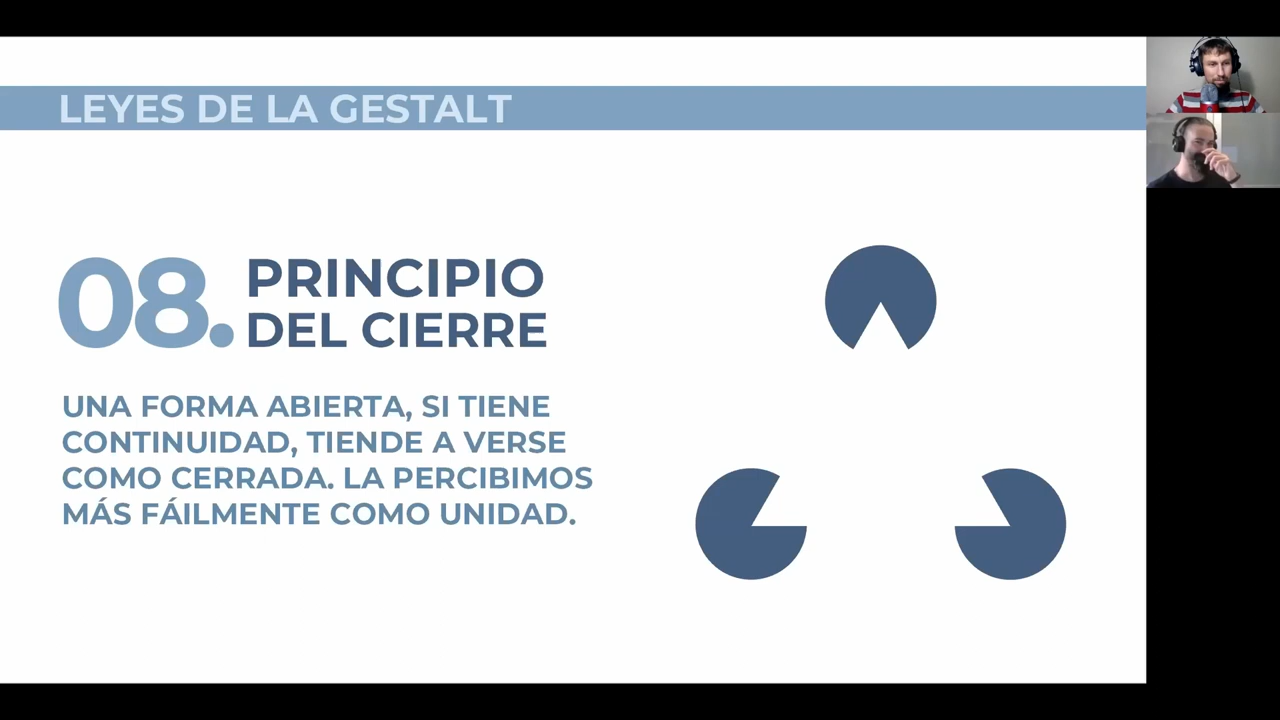 LEYES DE LA GESTALT
08. PRINCIPIO
DEL CIERRE
UNA FORMA ABIERTA, SI TIENE
CONTINUIDAD, TIENDE A VERSE
COMO CERRADA. LA PERCIBIMOS
MÁS FÁILMENTE COMO UNIDAD.